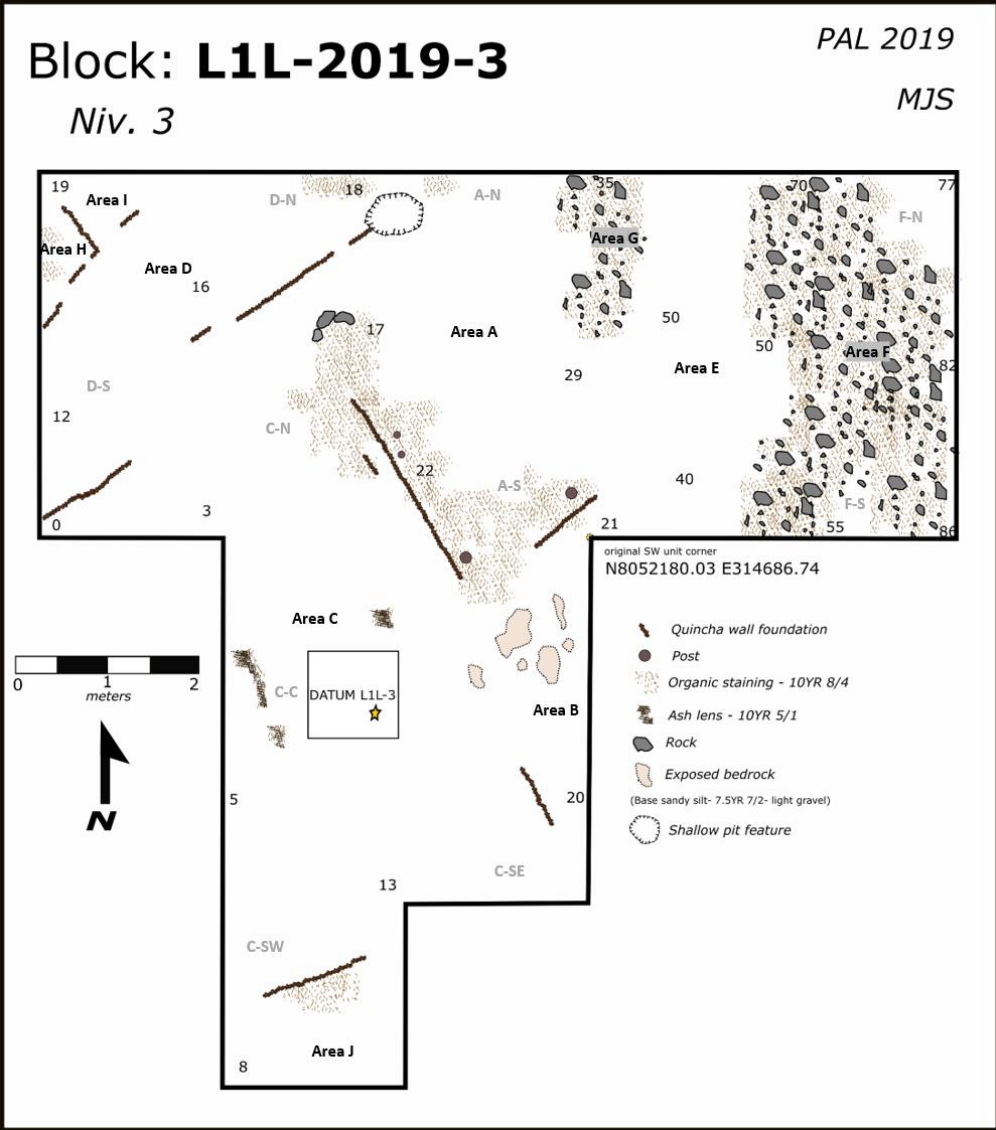 Block: L1L-2019-3
PAL 2019
Niv. 3
MJS
19
Area I
D-N
18
A-N
35
70
77
F-N
Area H
Area G
Area D
16
17
Area A
50
50
Area F
82
Area E
29
D-S
12
C-N
22
40
A-S
F-S
0
3
21
55
86
original SW unit corner
N8052180.03 E314686.74
Area C
Quincha wall foundation
Post
Organic staining - 10YR 8/4
Ash lens - 10YR 5/1
Rock
Exposed bedrock
(Base sandy silt- 7.5YR 7/2- light gravel)
Shallow pit feature
0 1 2
meters
C-C
DATUM L1L-3
Area B
N
5
20
C-SE
13
C-SW
Area J
8